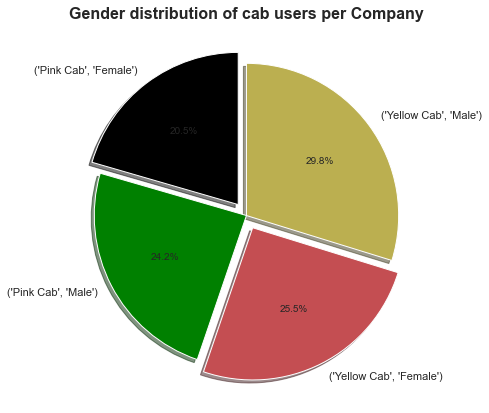 Gender distribution of cab users per Company
('Pink Cab', 'Female')
('Yellow Cab', 'Male')
20.5%
29.8%
24.2%
('Pink Cab', 'Male')
25.5%
('Yellow Cab', 'Female')